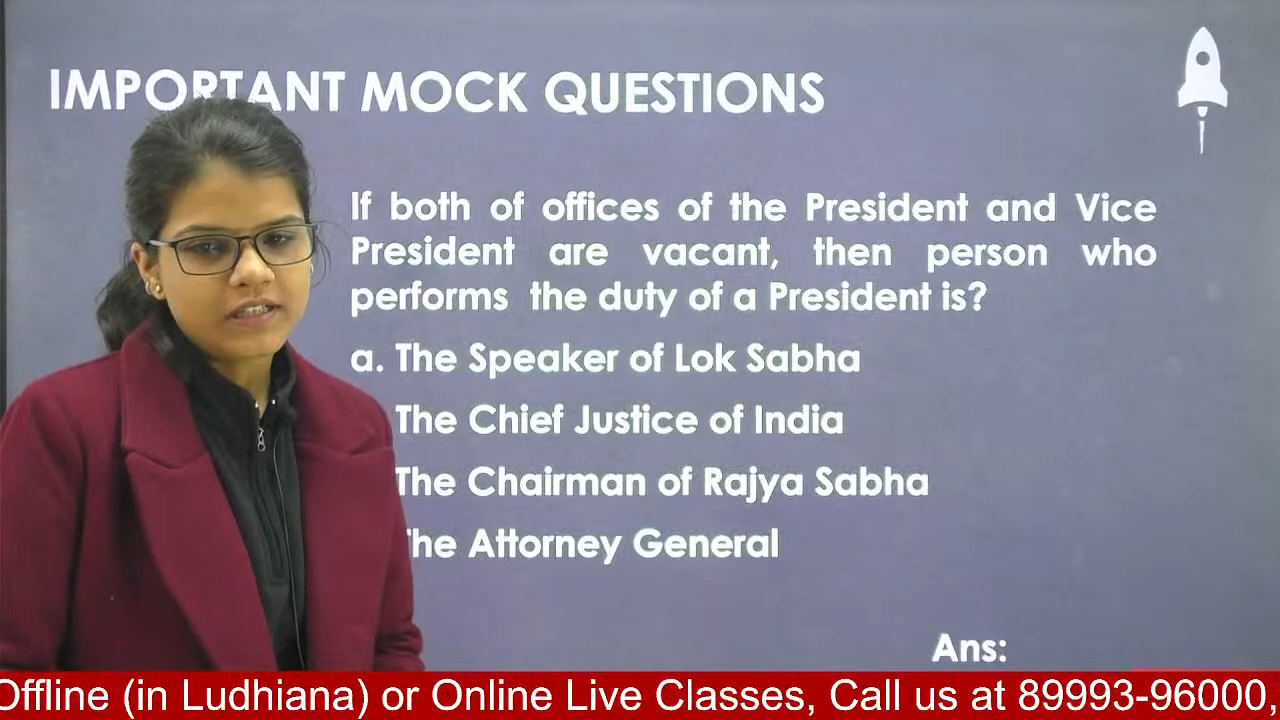 IMPORTANT MOCK QUESTIONS
If both of offices of the President and Vice
President are vacant, then person who
performs the duty of a President is?
a. The Speaker of Lok Sabha
The Chief Justice of India
The Chairman of Rajya Sabha
The Attorney General
Ans:
Offline (in Ludhiana) or Online Live Classes, Call us at 89993-96000,